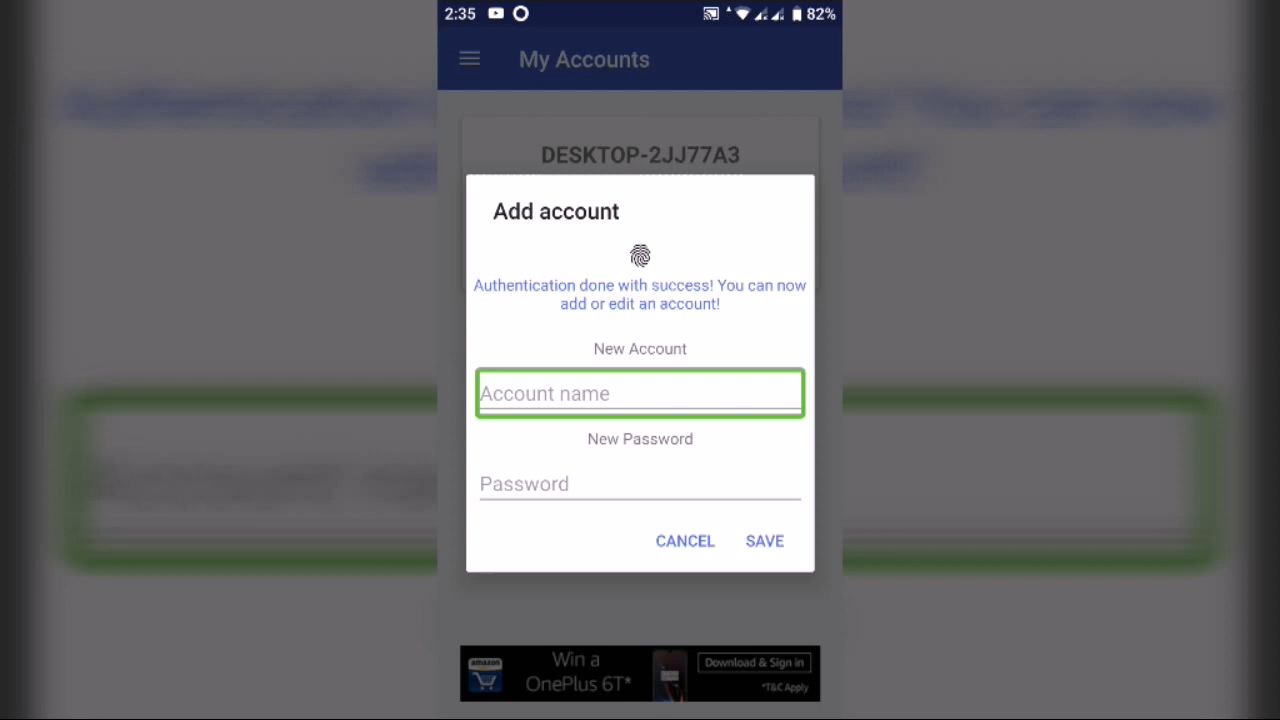 2:35 82%
My Accounts
DESKTOP-2JJ77A3
Add account
Authentication done with success! You can now
add or edit an account!
New Account
Account name
New Password
Password
CANCEL SAVE
amazon
Win a
OnePlus 6T*
Download & Sign in
*T&C Apply